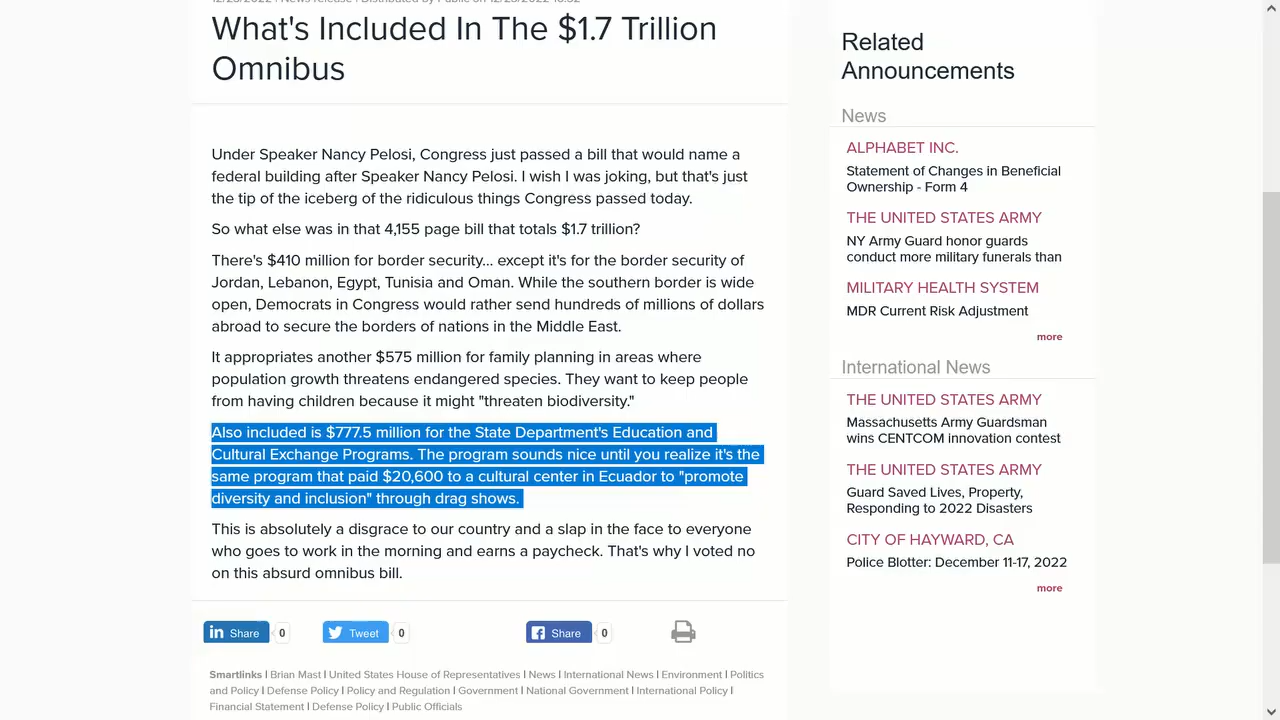 What's Included In The $1.7 Trillion
Omnibus
Under Speaker Nancy Pelosi, Congress just passed a bill that would name a
federal building after Speaker Nancy Pelosi. I wish I was joking, but that's just
the tip of the iceberg of the ridiculous things Congress passed today.
So what else was in that 4,155 page bill that totals $1.7 trillion?
There's $410 million for border security... except it's for the border security of
Jordan, Lebanon, Egypt, Tunisia and Oman. While the southern border is wide
open, Democrats in Congress would rather send hundreds of millions of dollars
abroad to secure the borders of nations in the Middle East.
It appropriates another $575 million for family planning in areas where
population growth threatens endangered species. They want to keep people
from having children because it might "threaten biodiversity."
Also included is $777.5 million for the State Department's Education and
Cultural Exchange Programs. The program sounds nice until you realize it's the
same program that paid $20,600 to a cultural center in Ecuador to "promote
diversity and inclusion" through drag shows.
This is absolutely a disgrace to our country and a slap in the face to everyone
who goes to work in the morning and earns a paycheck. That's why I voted no
on this absurd omnibus bill.
Share 0 Tweet 0 Share 0
Smartlinks | Brian Mast | United States House of Representatives | News | International News | Environment | Politics
and Policy | Defense Policy | Policy and Regulation | Government | National Government | International Policy |
Financial Statement | Defense Policy | Public Officials
Related
Announcements
News
ALPHABET INC.
Statement of Changes in Beneficial
Ownership - Form 4
THE UNITED STATES ARMY
NY Army Guard honor guards
conduct more military funerals than
MILITARY HEALTH SYSTEM
MDR Current Risk Adjustment
more
International News
THE UNITED STATES ARMY
Massachusetts Army Guardsman
wins CENTCOM innovation contest
THE UNITED STATES ARMY
Guard Saved Lives, Property,
Responding to 2022 Disasters
CITY OF HAYWARD, CA
Police Blotter: December 11-17, 2022
more